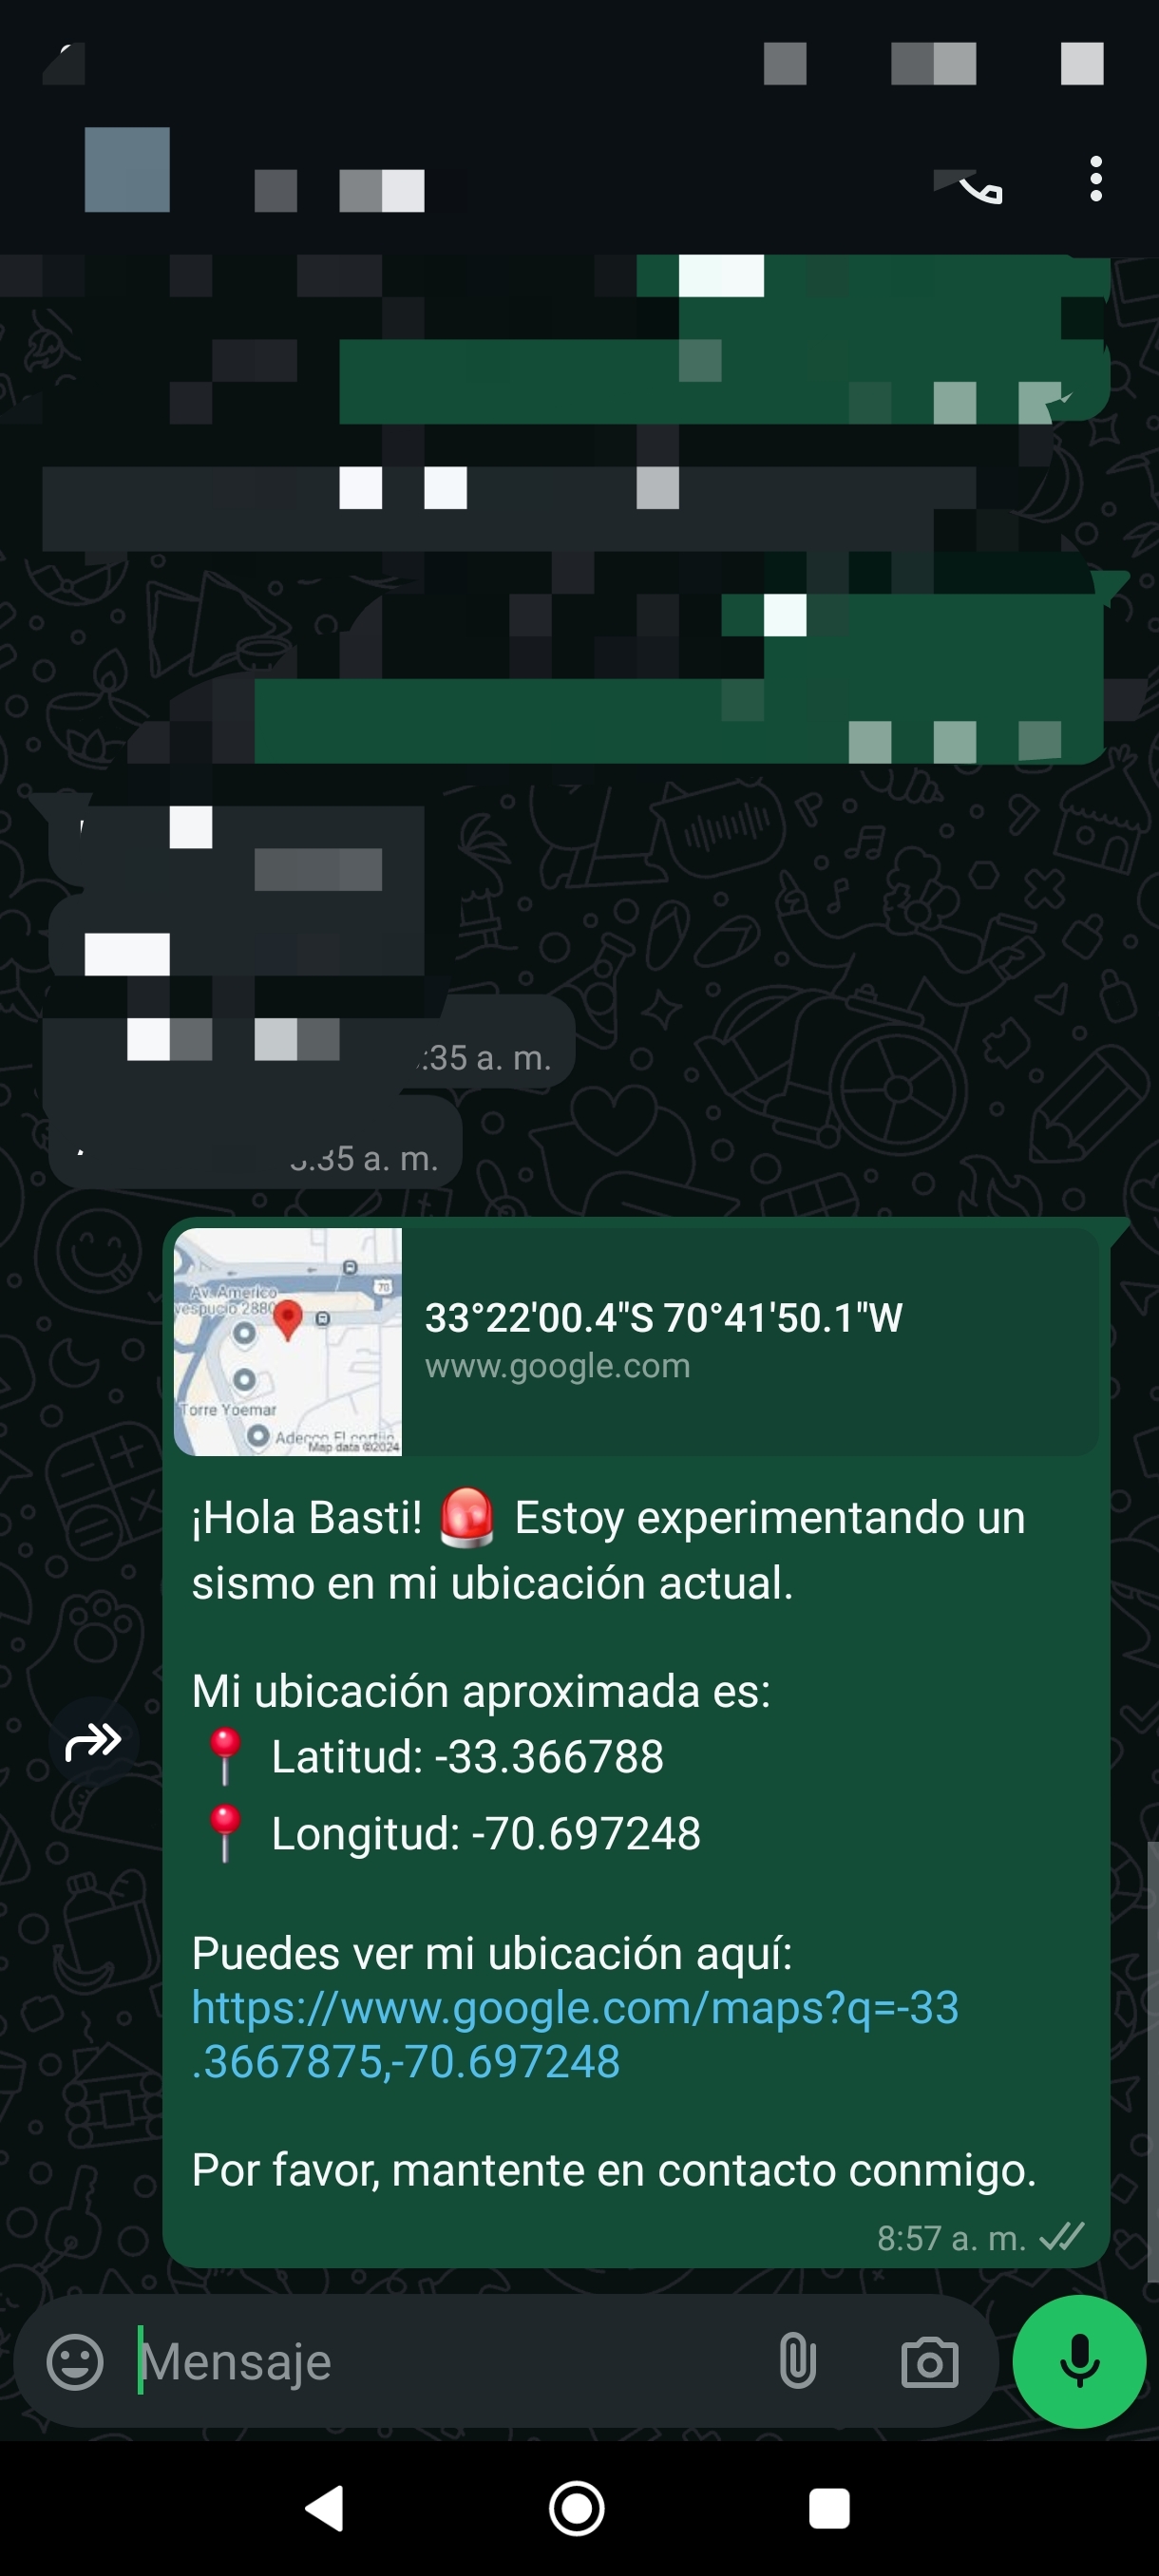 :35 a. m.
:35 a. m.
Av. Americo
vespucio 2880
70
Torre Yoemar
Adecco El cortijo
Map data ©2024
33°22'00.4"S 70°41'50.1"W
www.google.com
¡Hola Basti! 🚨 Estoy experimentando un
sismo en mi ubicación actual.
Mi ubicación aproximada es:
📍 Latitud: -33.366788
📍 Longitud: -70.697248
Puedes ver mi ubicación aquí:
https://www.google.com/maps?q=-33
.3667875,-70.697248
Por favor, mantente en contacto conmigo.
8:57 a. m.
Mensaje